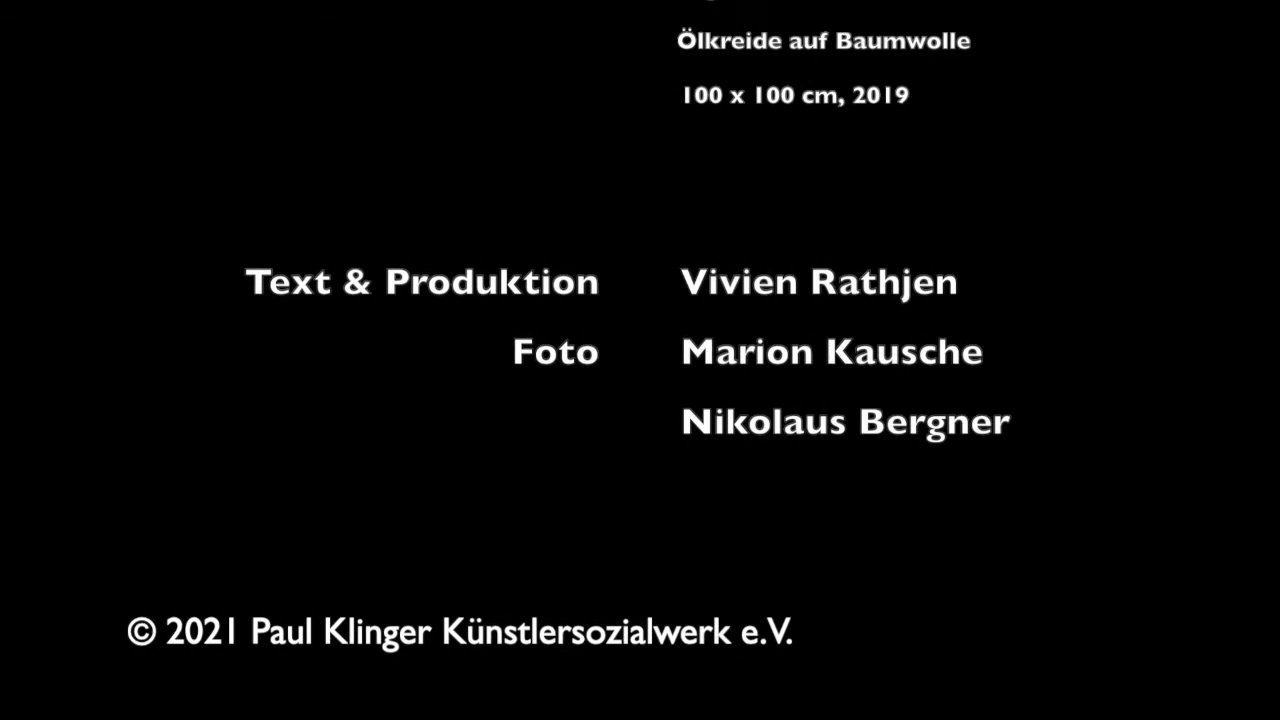 Ölkreide auf Baumwolle
100 x 100 cm, 2019
Text & Produktion Vivien Rathjen
Foto Marion Kausche
Nikolaus Bergner
© 2021 Paul Klinger Künstlersozialwerk e.V.